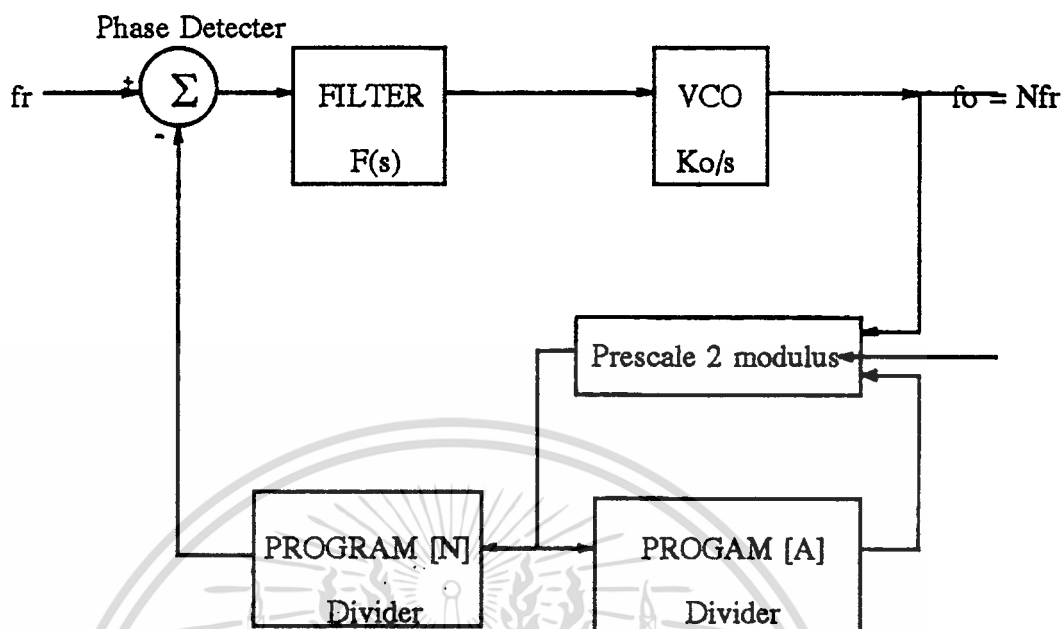 Phase Detecter
fr
+
Σ
-
FILTER
F(s)
VCO
Ko/s
fo = Nfr
Prescale 2 modulus
PROGRAM [N]
Divider
PROGAM [A]
Divider